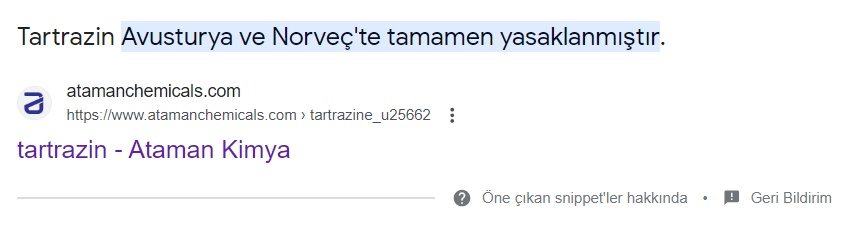 Tartrazin Avusturya ve Norveç'te tamamen yasaklanmıştır.
atamanchemicals.com
https://www.atamanchemicals.com › tartrazine_u25662
tartrazin - Ataman Kimya
Öne çıkan snippet'ler hakkında • Geri Bildirim